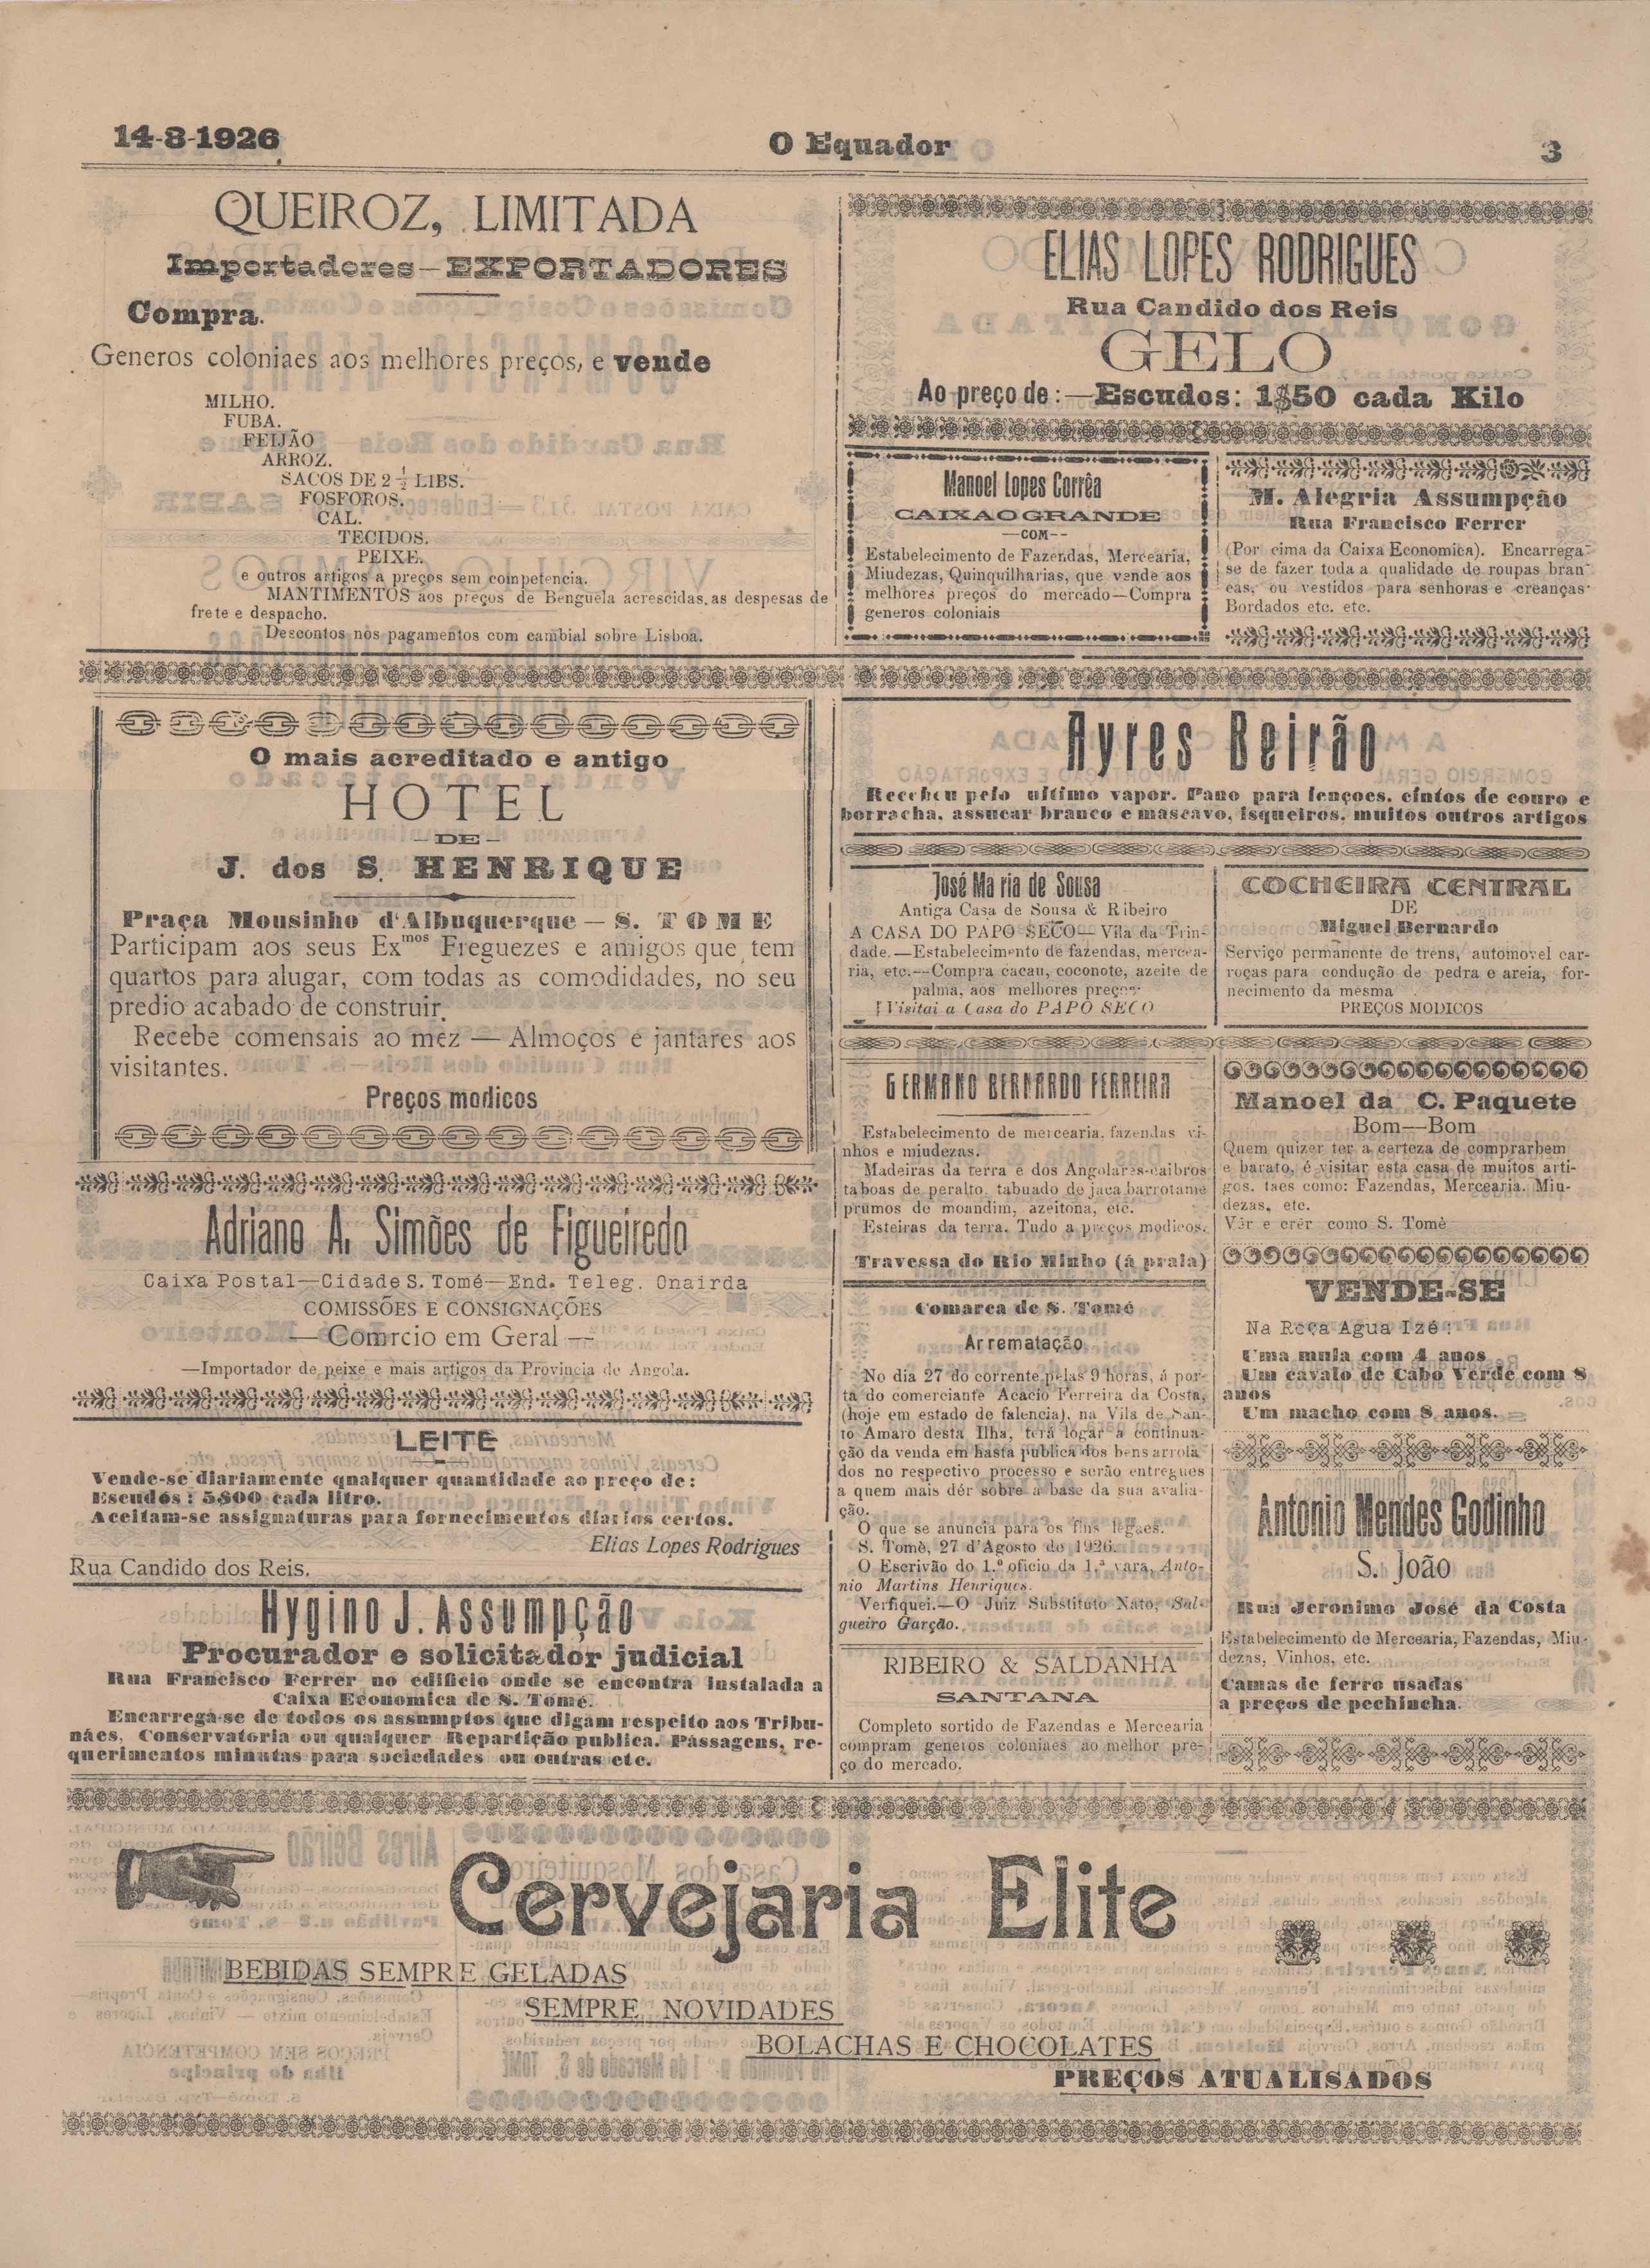 14-8-1926
O Equador
3
QUEIROZ, LIMITADA
Importadores—EXPORTADORES
Compra.
Generos coloniaes aos melhores preços, e vende
MILHO.
FUBA.
FEIJÃO
ARROZ.
SACOS DE 2 ½ LIBS.
FOSFOROS.
CAL.
TECIDOS.
PEIXE.
e outros artigos a preços sem competencia.
MANTIMENTOS aos preços de Benguela acrescidas, as despesas de
frete e despacho.
Descontos nos pagamentos com cambial sobre Lisboa.
ELIAS LOPES RODRIGUES
Rua Candido dos Reis
GELO
Ao preço de:—Escudos: 1$50 cada Kilo
Manoel Lopes Corrêa
CAIXAO GRANDE
—COM--
Estabelecimento de Fazendas, Mercearia,
Miudezas, Quinquilharias, que vende aos
melhores preços do mercado—Compra
generos coloniais
M. Alegria Assumpção
Rua Francisco Ferrer
(Por cima da Caixa Economica). Encarrega-
se de fazer toda a qualidade de roupas bran-
cas, ou vestidos para senhoras e creanças.
Bordados etc. etc.
O mais acreditado e antigo
HOTEL
—DE—
J. dos S. HENRIQUE
Praça Mousinho d'Albuquerque — S. TOME
Participam aos seus Exmos Freguezes e amigos que, tem
quartos para alugar, com todas as comodidades, no seu
predio acabado de construir.
Recebe comensais ao mez — Almoços e jantares aos
visitantes.
Preços modicos
Ayres Beirão
Recebeu pelo ultimo vapor. Pano para lençoes, cintos de couro e
borracha, assucar branco e mascavo, isqueiros, muitos outros artigos
José Maria de Sousa
Antiga Casa de Sousa & Ribeiro
A CASA DO PAPO SECO—Vila da Trin-
dade.—Estabelecimento de fazendas, mercea-
ria, etc.--Compra cacau, coconote, azeite de
palma, aos melhores preços.
! Visitai a Casa do PAPO SECO
COCHEIRA CENTRAL
DE
Miguel Bernardo
Serviço permanente de trens, automovel car-
roças para condução de pedra e areia, for-
necimento da mesma
PREÇOS MODICOS
GERMANO BERNARDO FERREIRA
Estabelecimento de mercearia, fazendas vi-
nhos e miudezas.
Madeiras da terra e dos Angolares-caibros
taboas de peralto, tabuado de jaca barrotame
prumos de moandim, azeitona, etc.
Esteiras da terra. Tudo a preços modicos.
Travessa do Rio Minho (á praia)
Manoel da C. Paquete
Bom--Bom
Quem quizer ter a certeza de comprarbem
e barato, é visitar esta casa de muitos arti-
gos, taes como: Fazendas, Mercearia, Miu-
dezas, etc.
Vêr e crêr como S. Tomè
Adriano A. Simões de Figueiredo
Caixa Postal—Cidade S. Tomé—End. Teleg. Onairda
COMISSÕES E CONSIGNAÇÕES
— Comrcio em Geral —
—Importador de peixe e mais artigos da Provincia de Angola.
LEITE
Vende-se diariamente qualquer quantidade ao preço de:
Escudos: 5$00 cada litro.
Aceitam-se assignaturas para fornecimentos diarios certos.
Elias Lopes Rodrigues
Rua Candido dos Reis.
Hygino J. Assumpção
Procurador e solicitador judicial
Rua Francisco Ferrer no edificio onde se encontra instalada a
Caixa Economica de S. Tomé.
Encarrega-se de todos os assumptos que digam respeito aos Tribu-
náes, Conservatoria ou qualquer Repartição publica. Passagens, re-
querimentos minutas para sociedades ou outras etc.
Comarca de S. Tomé
Arrematação
No dia 27 do corrente pelas 9 horas, á por-
ta do comerciante Acacio Ferreira da Costa,
(hoje em estado de falencia), na Vila de San-
to Amaro desta Ilha, terá logar a continua-
ção da venda em hasta publica dos bens arrola
dos no respectivo processo e serão entregues
a quem mais dér sobre a base da sua avalia-
ção.
O que se anuncia para os fins legaes.
S. Tomè, 27 d'Agosto de 1926.
O Escrivão do 1.º oficio da 1.ª vara, Anto-
nio Martins Henriques.
Verfiquei.—O Juiz Substituto Nato, Sal-
gueiro Garção.
RIBEIRO & SALDANHA
SANTANA
Completo sortido de Fazendas e Mercearia
compram generos coloniaes ao melhor pre-
ço do mercado.
VENDE-SE
Na Roça Agua Izé:
Uma mula com 4 anos
Um cavalo de Cabo Verde com 8
anos
Um macho com 8 anos.
Antonio Mendes Godinho
S. João
Rua Jeronimo José da Costa
Estabelecimento de Mercearia, Fazendas, Miu-
dezas, Vinhos, etc.
Camas de ferro usadas
a preços de pechincha.
Cervejaria Elite
BEBIDAS SEMPRE GELADAS
SEMPRE NOVIDADES
BOLACHAS E CHOCOLATES
PREÇOS ATUALISADOS